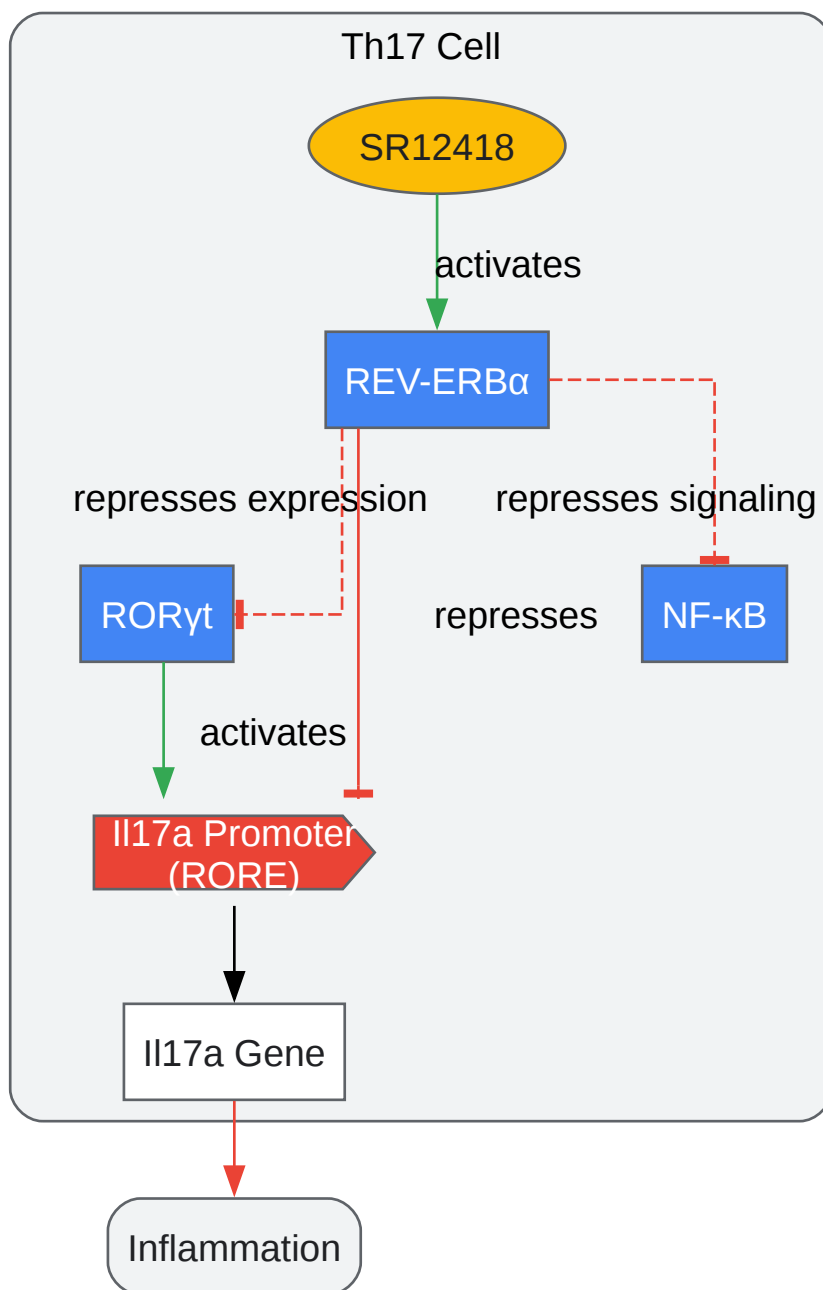 Th17 Cell
SR12418
activates
REV-ERBα
represses expression
represses signaling
RORγt
represses
NF-κB
activates
Il17a Promoter
(RORE)
Il17a Gene
Inflammation